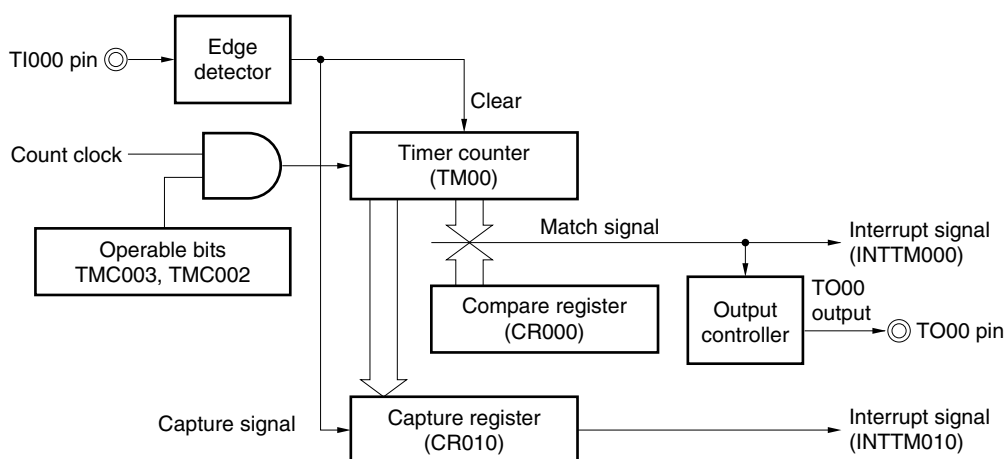 TI000 pin
Edge
detector
Clear
Count clock
Timer counter
(TM00)
Operable bits
TMC003, TMC002
Match signal
Interrupt signal
(INTTM000)
Compare register
(CR000)
Output
controller
TO00
output
TO00 pin
Capture signal
Capture register
(CR010)
Interrupt signal
(INTTM010)